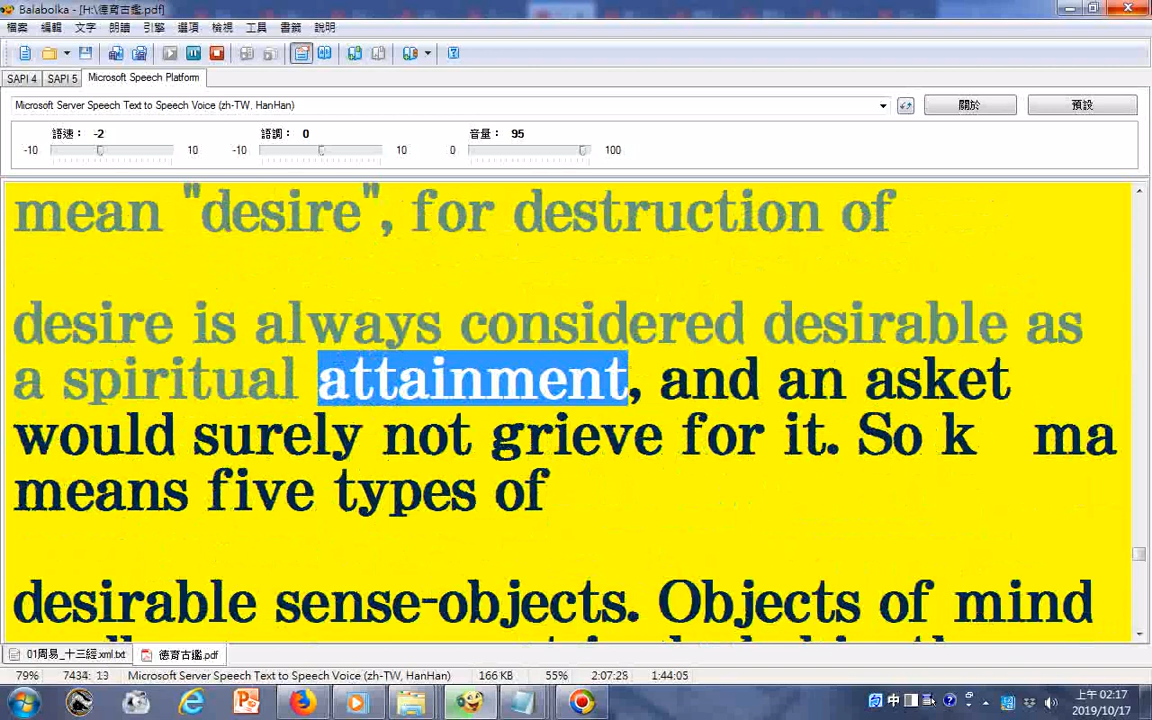 Balabolka - [H:\德育古鑑.pdf]
檔案 編輯 文字 朗讀 引擎 選項 檢視 工具 書籤 說明
SAPI 4 SAPI 5 Microsoft Speech Platform
Microsoft Server Speech Text to Speech Voice (zh-TW, HanHan) 關於 預設
語速： -2 語調： 0 音量： 95
-10 10 -10 10 0 100
mean "desire", for destruction of
desire is always considered desirable as
a spiritual attainment, and an asket
would surely not grieve for it. So k ma
means five types of
desirable sense-objects. Objects of mind
01周易_十三經.xml.txt 德育古鑑.pdf
79% 7434: 13 Microsoft Server Speech Text to Speech Voice (zh-TW, HanHan) 166 KB 55% 2:07:28 1:44:05
中 上午 02:17
2019/10/17